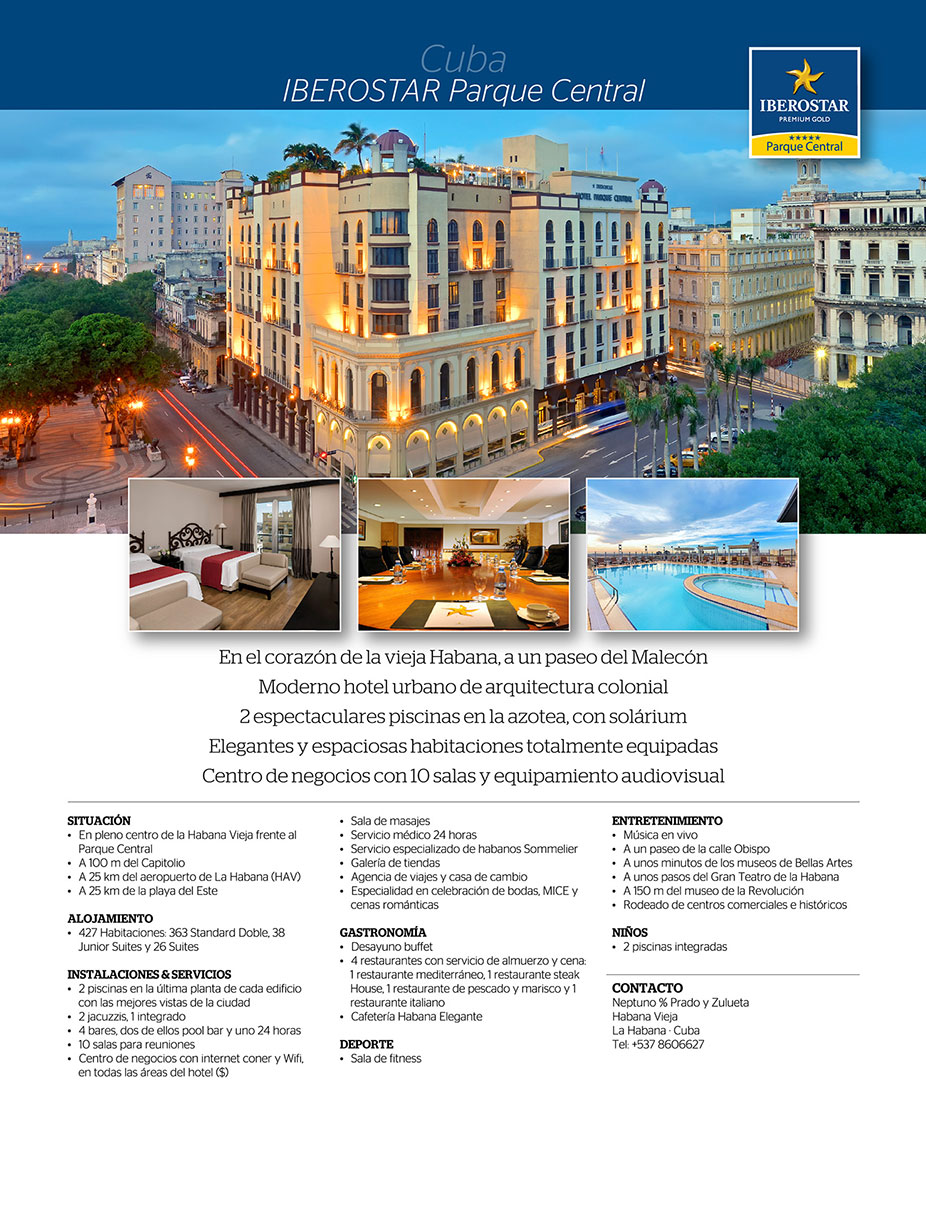 Cuba
IBEROSTAR Parque Central
IBEROSTAR
PREMIUM GOLD
★★★★★
Parque Central
HOTEL PARQUE CENTRAL
En el corazón de la vieja Habana, a un paseo del Malecón
Moderno hotel urbano de arquitectura colonial
2 espectaculares piscinas en la azotea, con solárium
Elegantes y espaciosas habitaciones totalmente equipadas
Centro de negocios con 10 salas y equipamiento audiovisual
SITUACIÓN
• En pleno centro de la Habana Vieja frente al
Parque Central
• A 100 m del Capitolio
• A 25 km del aeropuerto de La Habana (HAV)
• A 25 km de la playa del Este
ALOJAMIENTO
• 427 Habitaciones: 363 Standard Doble, 38
Junior Suites y 26 Suites
INSTALACIONES & SERVICIOS
• 2 piscinas en la última planta de cada edificio
con las mejores vistas de la ciudad
• 2 jacuzzis, 1 integrado
• 4 bares, dos de ellos pool bar y uno 24 horas
• 10 salas para reuniones
• Centro de negocios con internet coner y Wifi,
en todas las áreas del hotel ($)
• Sala de masajes
• Servicio médico 24 horas
• Servicio especializado de habanos Sommelier
• Galería de tiendas
• Agencia de viajes y casa de cambio
• Especialidad en celebración de bodas, MICE y
cenas románticas
GASTRONOMÍA
• Desayuno buffet
• 4 restaurantes con servicio de almuerzo y cena:
1 restaurante mediterráneo, 1 restaurante steak
House, 1 restaurante de pescado y marisco y 1
restaurante italiano
• Cafetería Habana Elegante
DEPORTE
• Sala de fitness
ENTRETENIMIENTO
• Música en vivo
• A un paseo de la calle Obispo
• A unos minutos de los museos de Bellas Artes
• A unos pasos del Gran Teatro de la Habana
• A 150 m del museo de la Revolución
• Rodeado de centros comerciales e históricos
NIÑOS
• 2 piscinas integradas
CONTACTO
Neptuno % Prado y Zulueta
Habana Vieja
La Habana · Cuba
Tel: +537 8606627